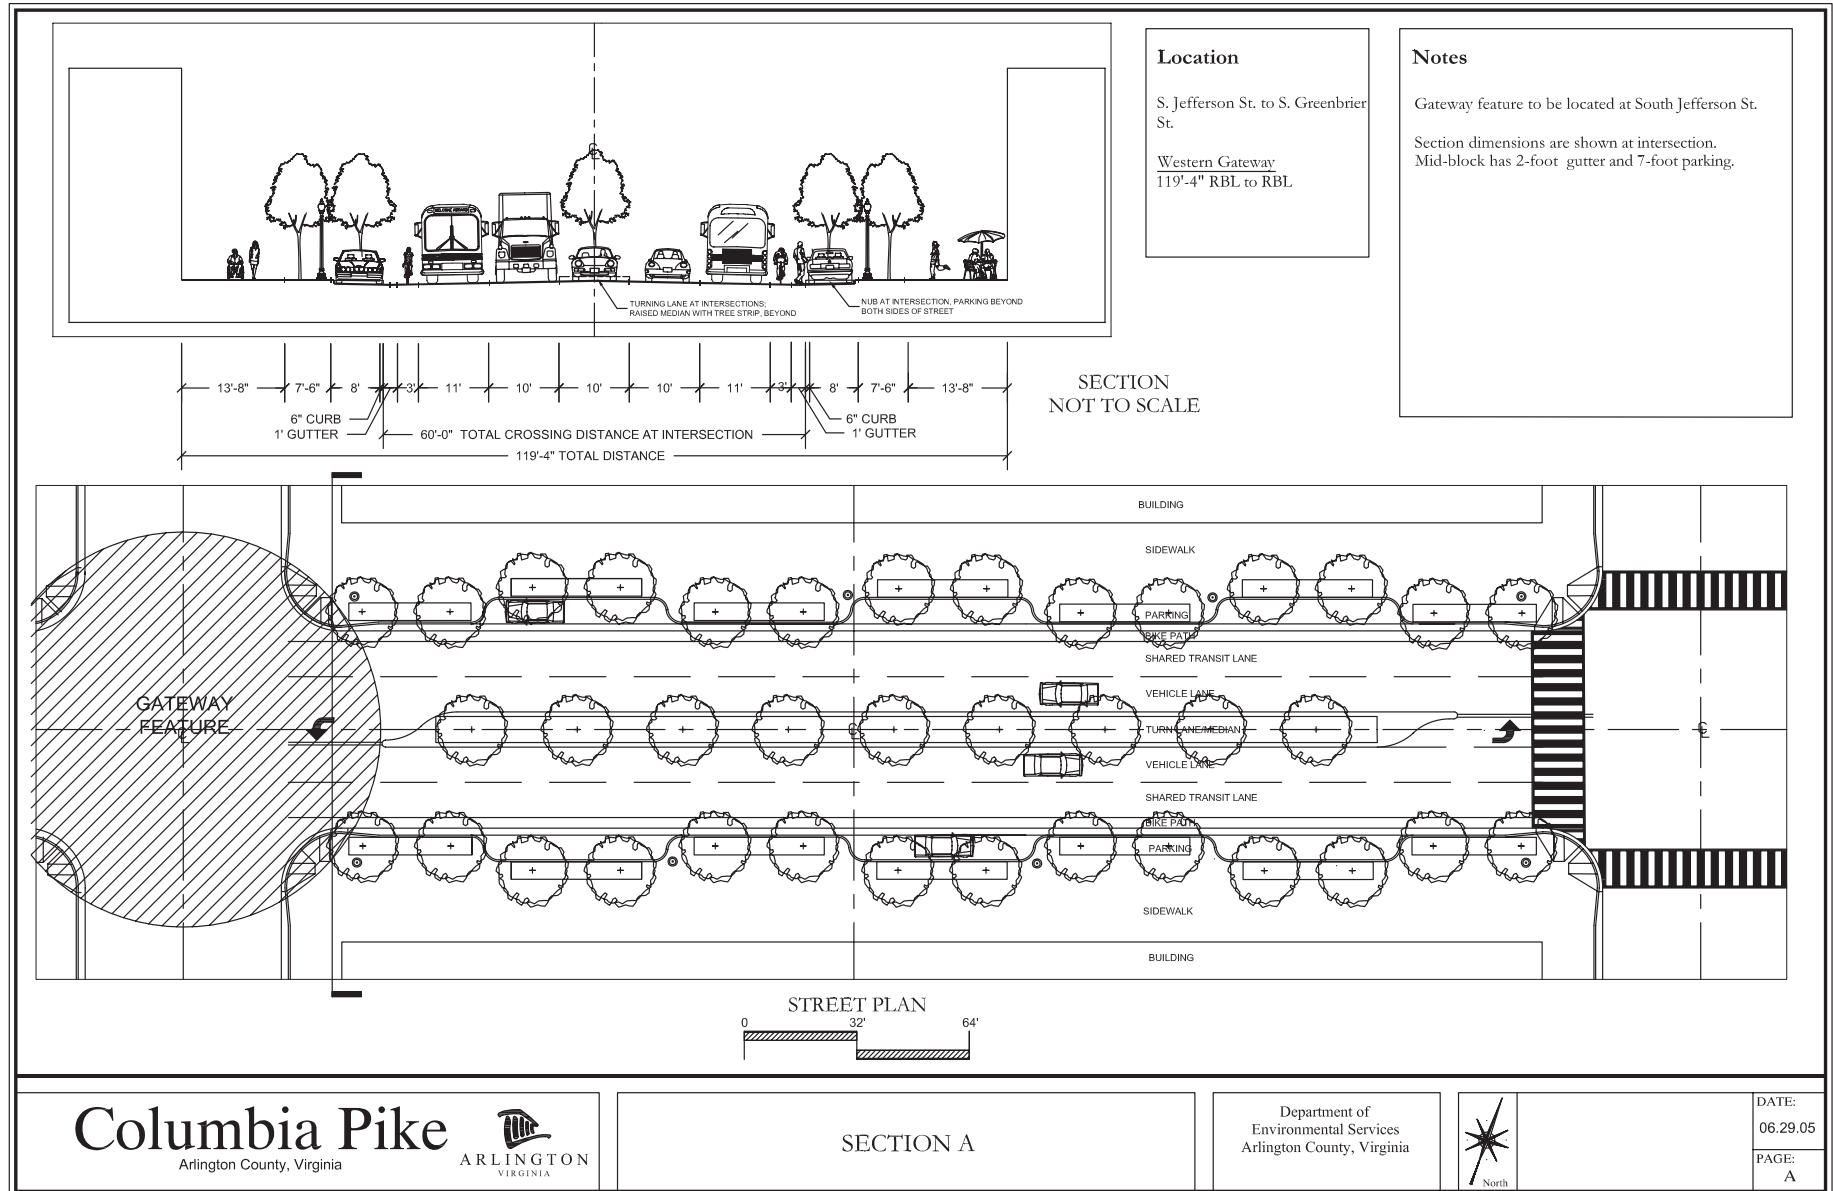 Location
S. Jefferson St. to S. Greenbrier
St.
Western Gateway
119'-4" RBL to RBL
Notes
Gateway feature to be located at South Jefferson St.
Section dimensions are shown at intersection.
Mid-block has 2-foot gutter and 7-foot parking.
TURNING LANE AT INTERSECTIONS;
RAISED MEDIAN WITH TREE STRIP, BEYOND
NUB AT INTERSECTION, PARKING BEYOND
BOTH SIDES OF STREET
13'-8" 7'-6" 8' 3' 11' 10' 10' 10' 11' 3' 8' 7'-6" 13'-8"
6" CURB 6" CURB
1' GUTTER 60'-0" TOTAL CROSSING DISTANCE AT INTERSECTION 1' GUTTER
119'-4" TOTAL DISTANCE
SECTION
NOT TO SCALE
BUILDING
SIDEWALK
PARKING
BIKE PATH
SHARED TRANSIT LANE
VEHICLE LANE
TURN LANE/MEDIAN
VEHICLE LANE
SHARED TRANSIT LANE
BIKE PATH
PARKING
SIDEWALK
BUILDING
GATEWAY
FEATURE
STREET PLAN
0 32' 64'
Columbia Pike
Arlington County, Virginia
ARLINGTON
VIRGINIA
SECTION A
Department of
Environmental Services
Arlington County, Virginia
North
DATE:
06.29.05
PAGE:
A